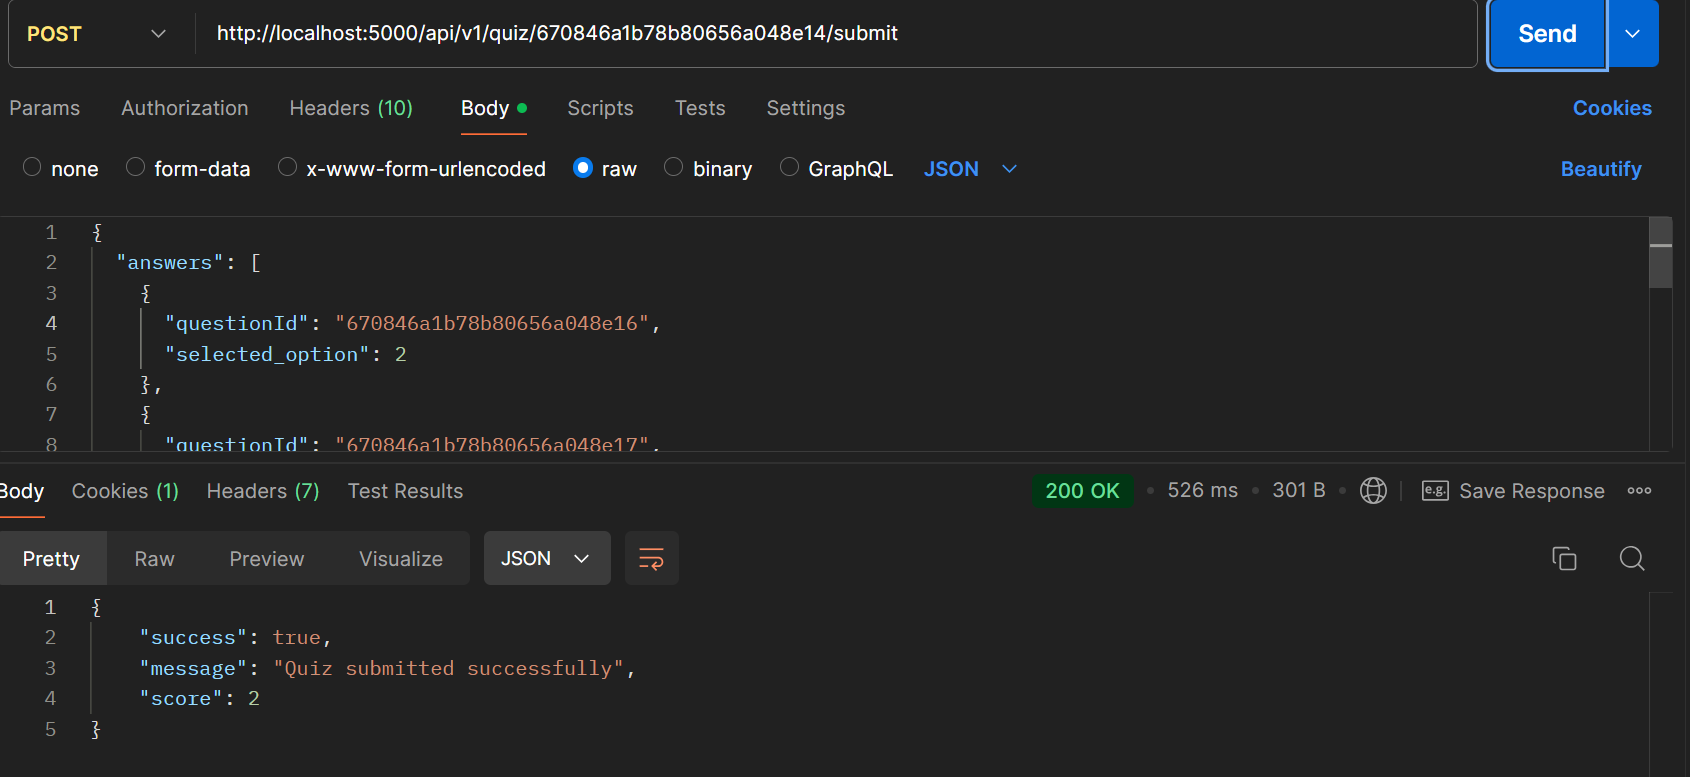 POST http://localhost:5000/api/v1/quiz/670846a1b78b80656a048e14/submit Send
Params Authorization Headers (10) Body Scripts Tests Settings Cookies
none form-data x-www-form-urlencoded raw binary GraphQL JSON Beautify
1 {
2 "answers": [
3 {
4 "questionId": "670846a1b78b80656a048e16",
5 "selected_option": 2
6 },
7 {
8 "questionId": "670846a1b78b80656a048e17",
Body Cookies (1) Headers (7) Test Results 200 OK 526 ms 301 B e.g. Save Response
Pretty Raw Preview Visualize JSON
1 {
2 "success": true,
3 "message": "Quiz submitted successfully",
4 "score": 2
5 }